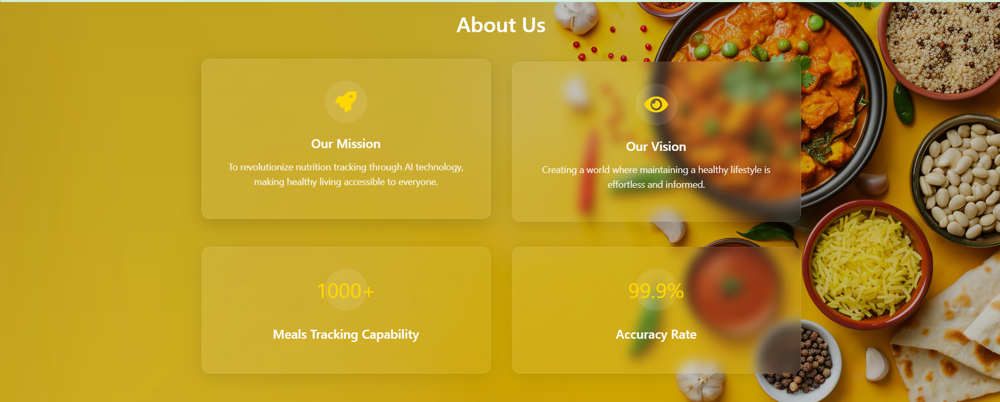 About Us
Our Mission
To revolutionize nutrition tracking through AI technology,
making healthy living accessible to everyone.
Our Vision
Creating a world where maintaining a healthy lifestyle is
effortless and informed.
1000+
Meals Tracking Capability
99.9%
Accuracy Rate